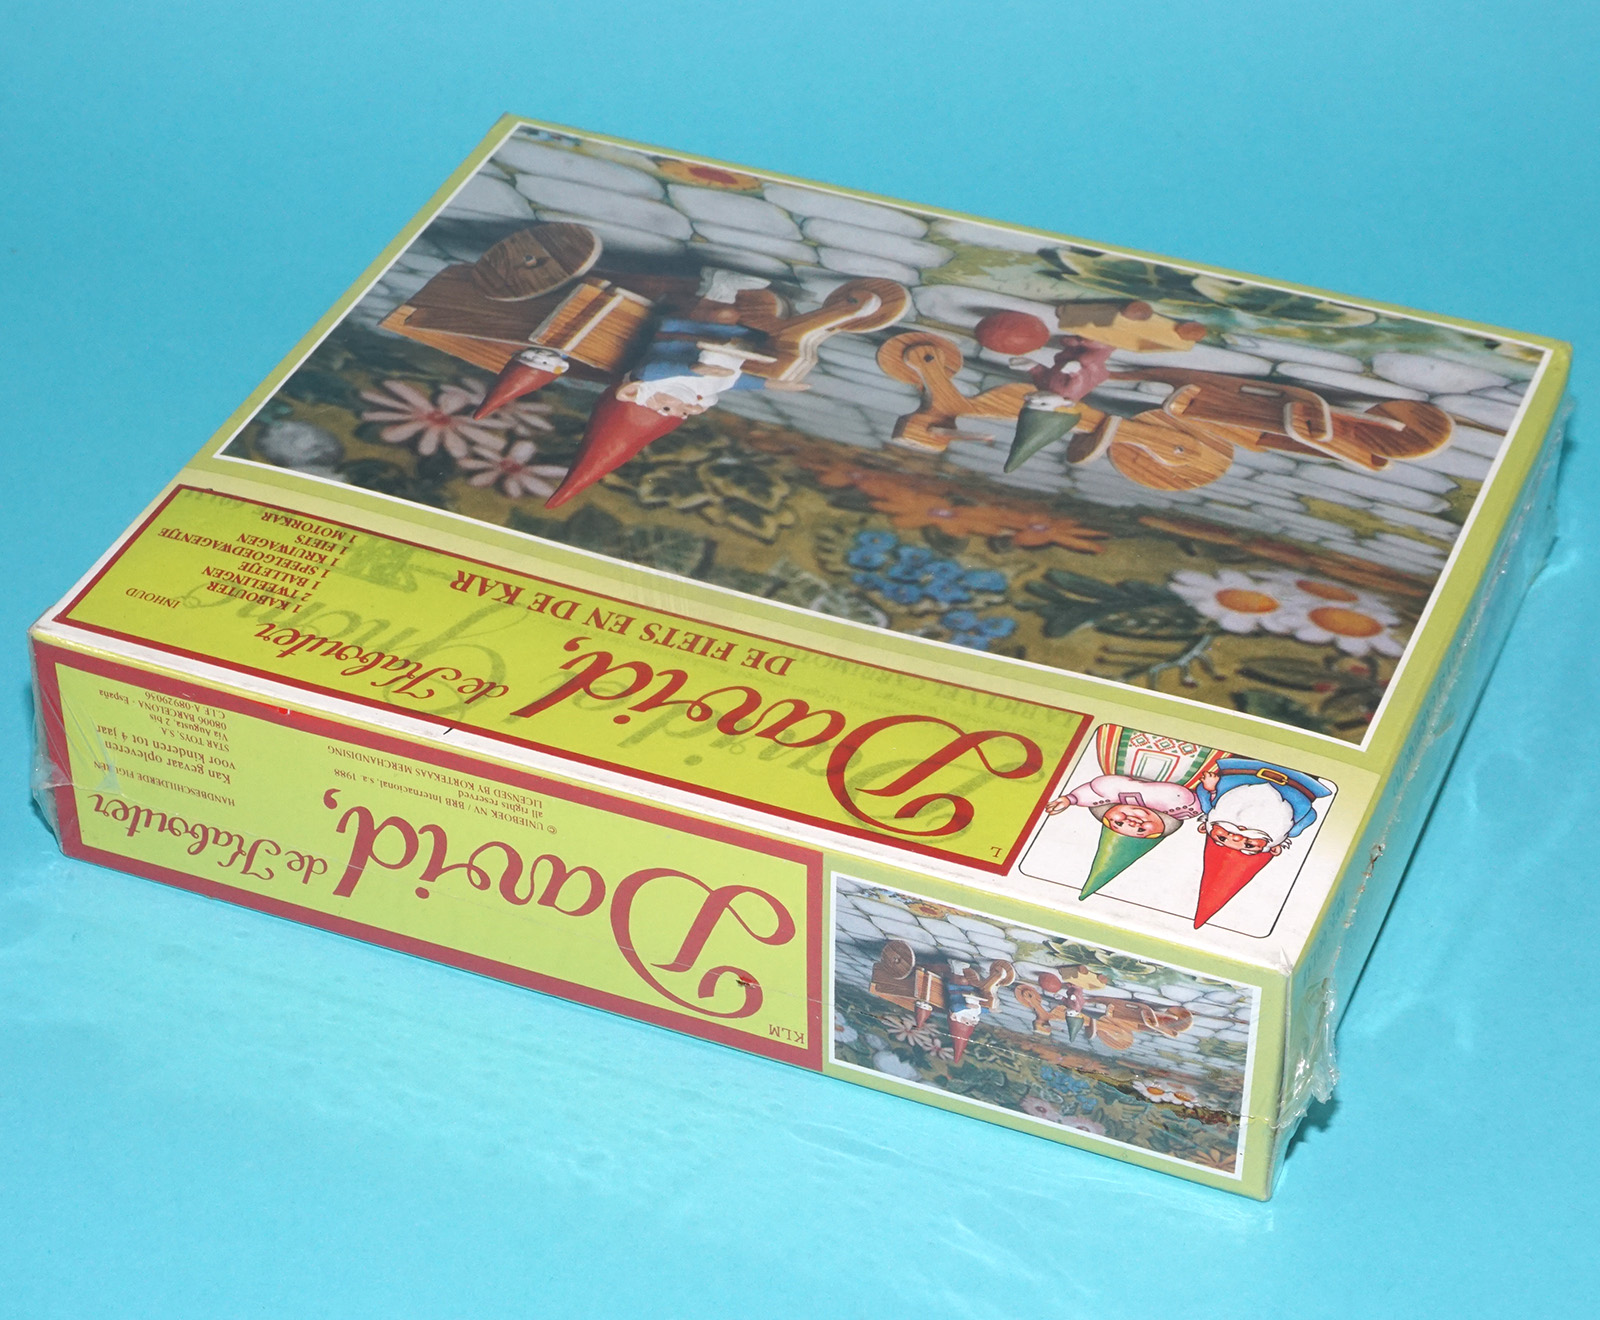 David,
de Kabouter
DE FIETS EN DE KAR
L
INHOUD
1 KABOUTER
2 TWEELINGEN
1 BALLETJE
1 SPEELGOEDWAGENTJE
1 KRUIWAGEN
1 FIETS
1 MOTORKAR
KLM
David,
de Kabouter
© UNIEBOEK NV / BRB Internacional s.a. 1988
all rights reserved
LICENSED BY KORTEKAAS MERCHANDISING
HANDBESCHILDERDE FIGUREN
Kan gevaar opleveren
voor kinderen tot 4 jaar
STAR TOYS, S.A.
Via Augusta, 2 bis
08006 BARCELONA - España
C.I.F. A-08929036